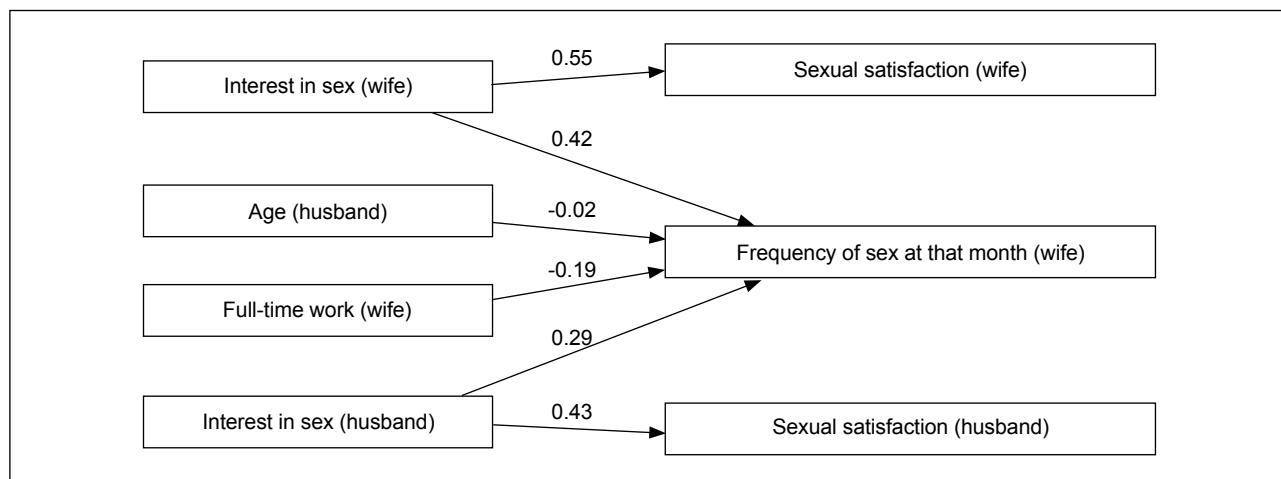 0.55
Interest in sex (wife)
Sexual satisfaction (wife)
0.42
Age (husband)
-0.02
Frequency of sex at that month (wife)
-0.19
Full-time work (wife)
0.29
Interest in sex (husband)
0.43
Sexual satisfaction (husband)